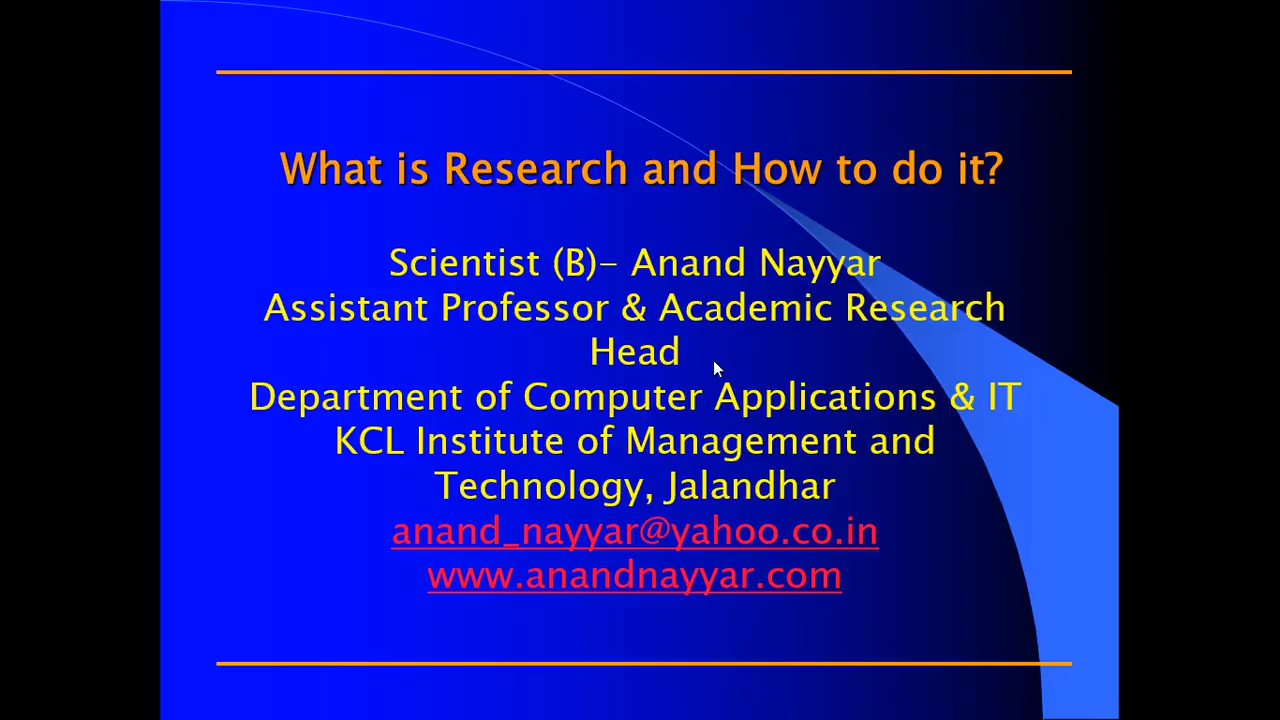 What is Research and How to do it?
Scientist (B)- Anand Nayyar
Assistant Professor & Academic Research
Head
Department of Computer Applications & IT
KCL Institute of Management and
Technology, Jalandhar
anand_nayyar@yahoo.co.in
www.anandnayyar.com